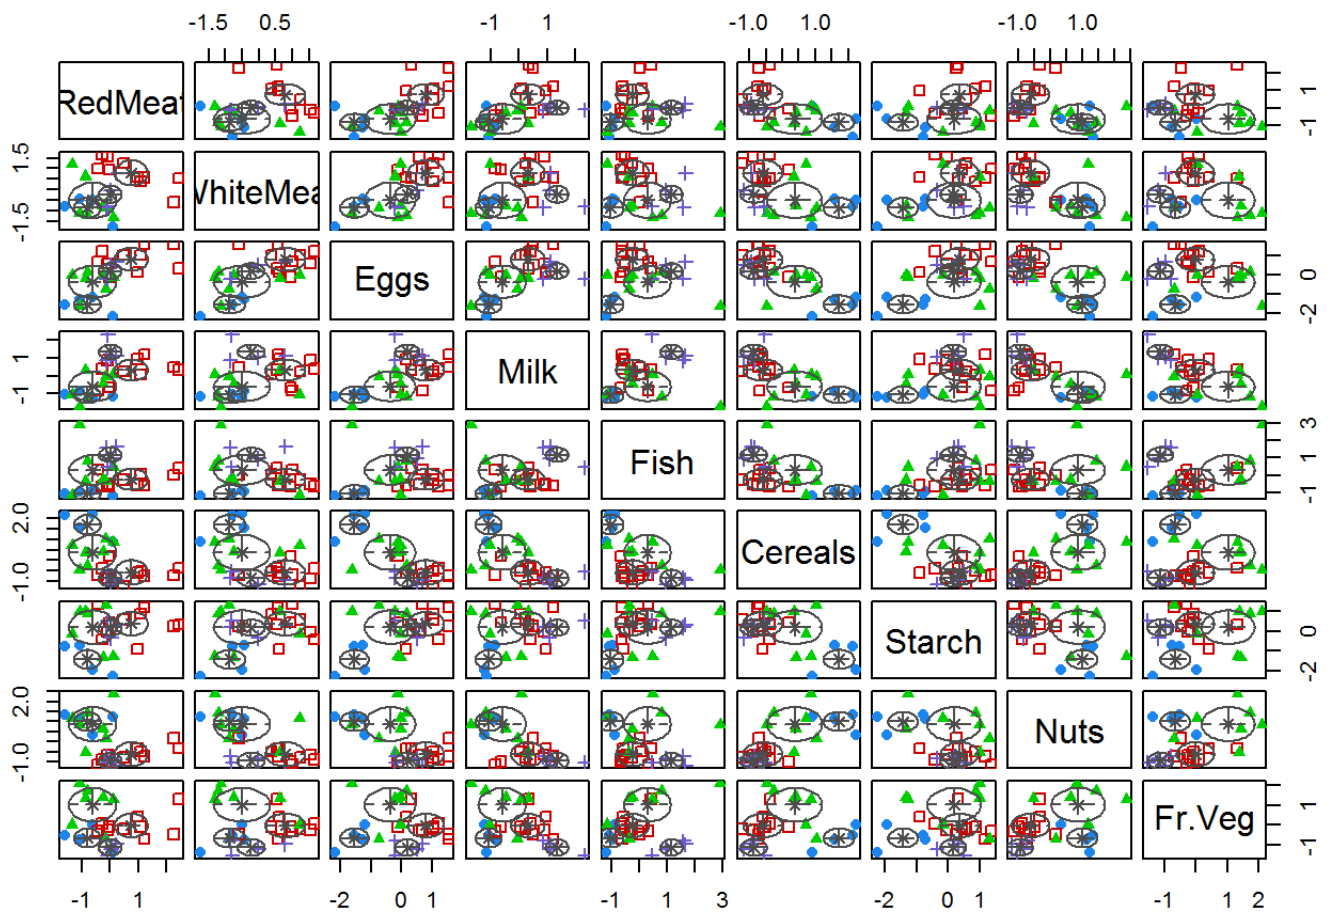 -1.5 0.5 -1 1 -1.0 1.0 -1.0 1.0
RedMeat 1 -1
1.5 -1.5 WhiteMea
Eggs 0 -2
1 -1 Milk
Fish 3 1 -1
2.0 -1.0 Cereals
Starch 0 -2
2.0 -1.0 Nuts
Fr.Veg 1 -1
-1 1 -2 0 1 -1 1 3 -2 0 1 -1 1 2